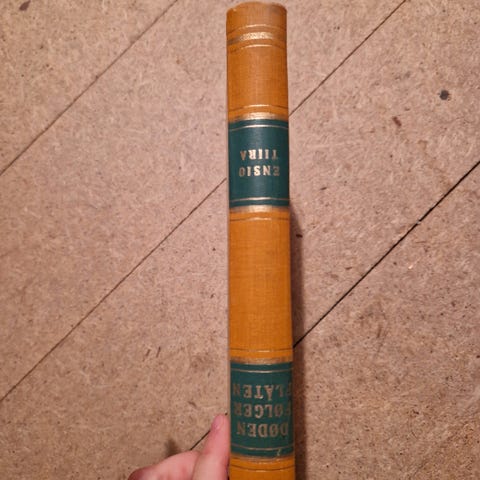 DØDEN
FØLGER
FLÅTEN
ENSIO
TIIRA